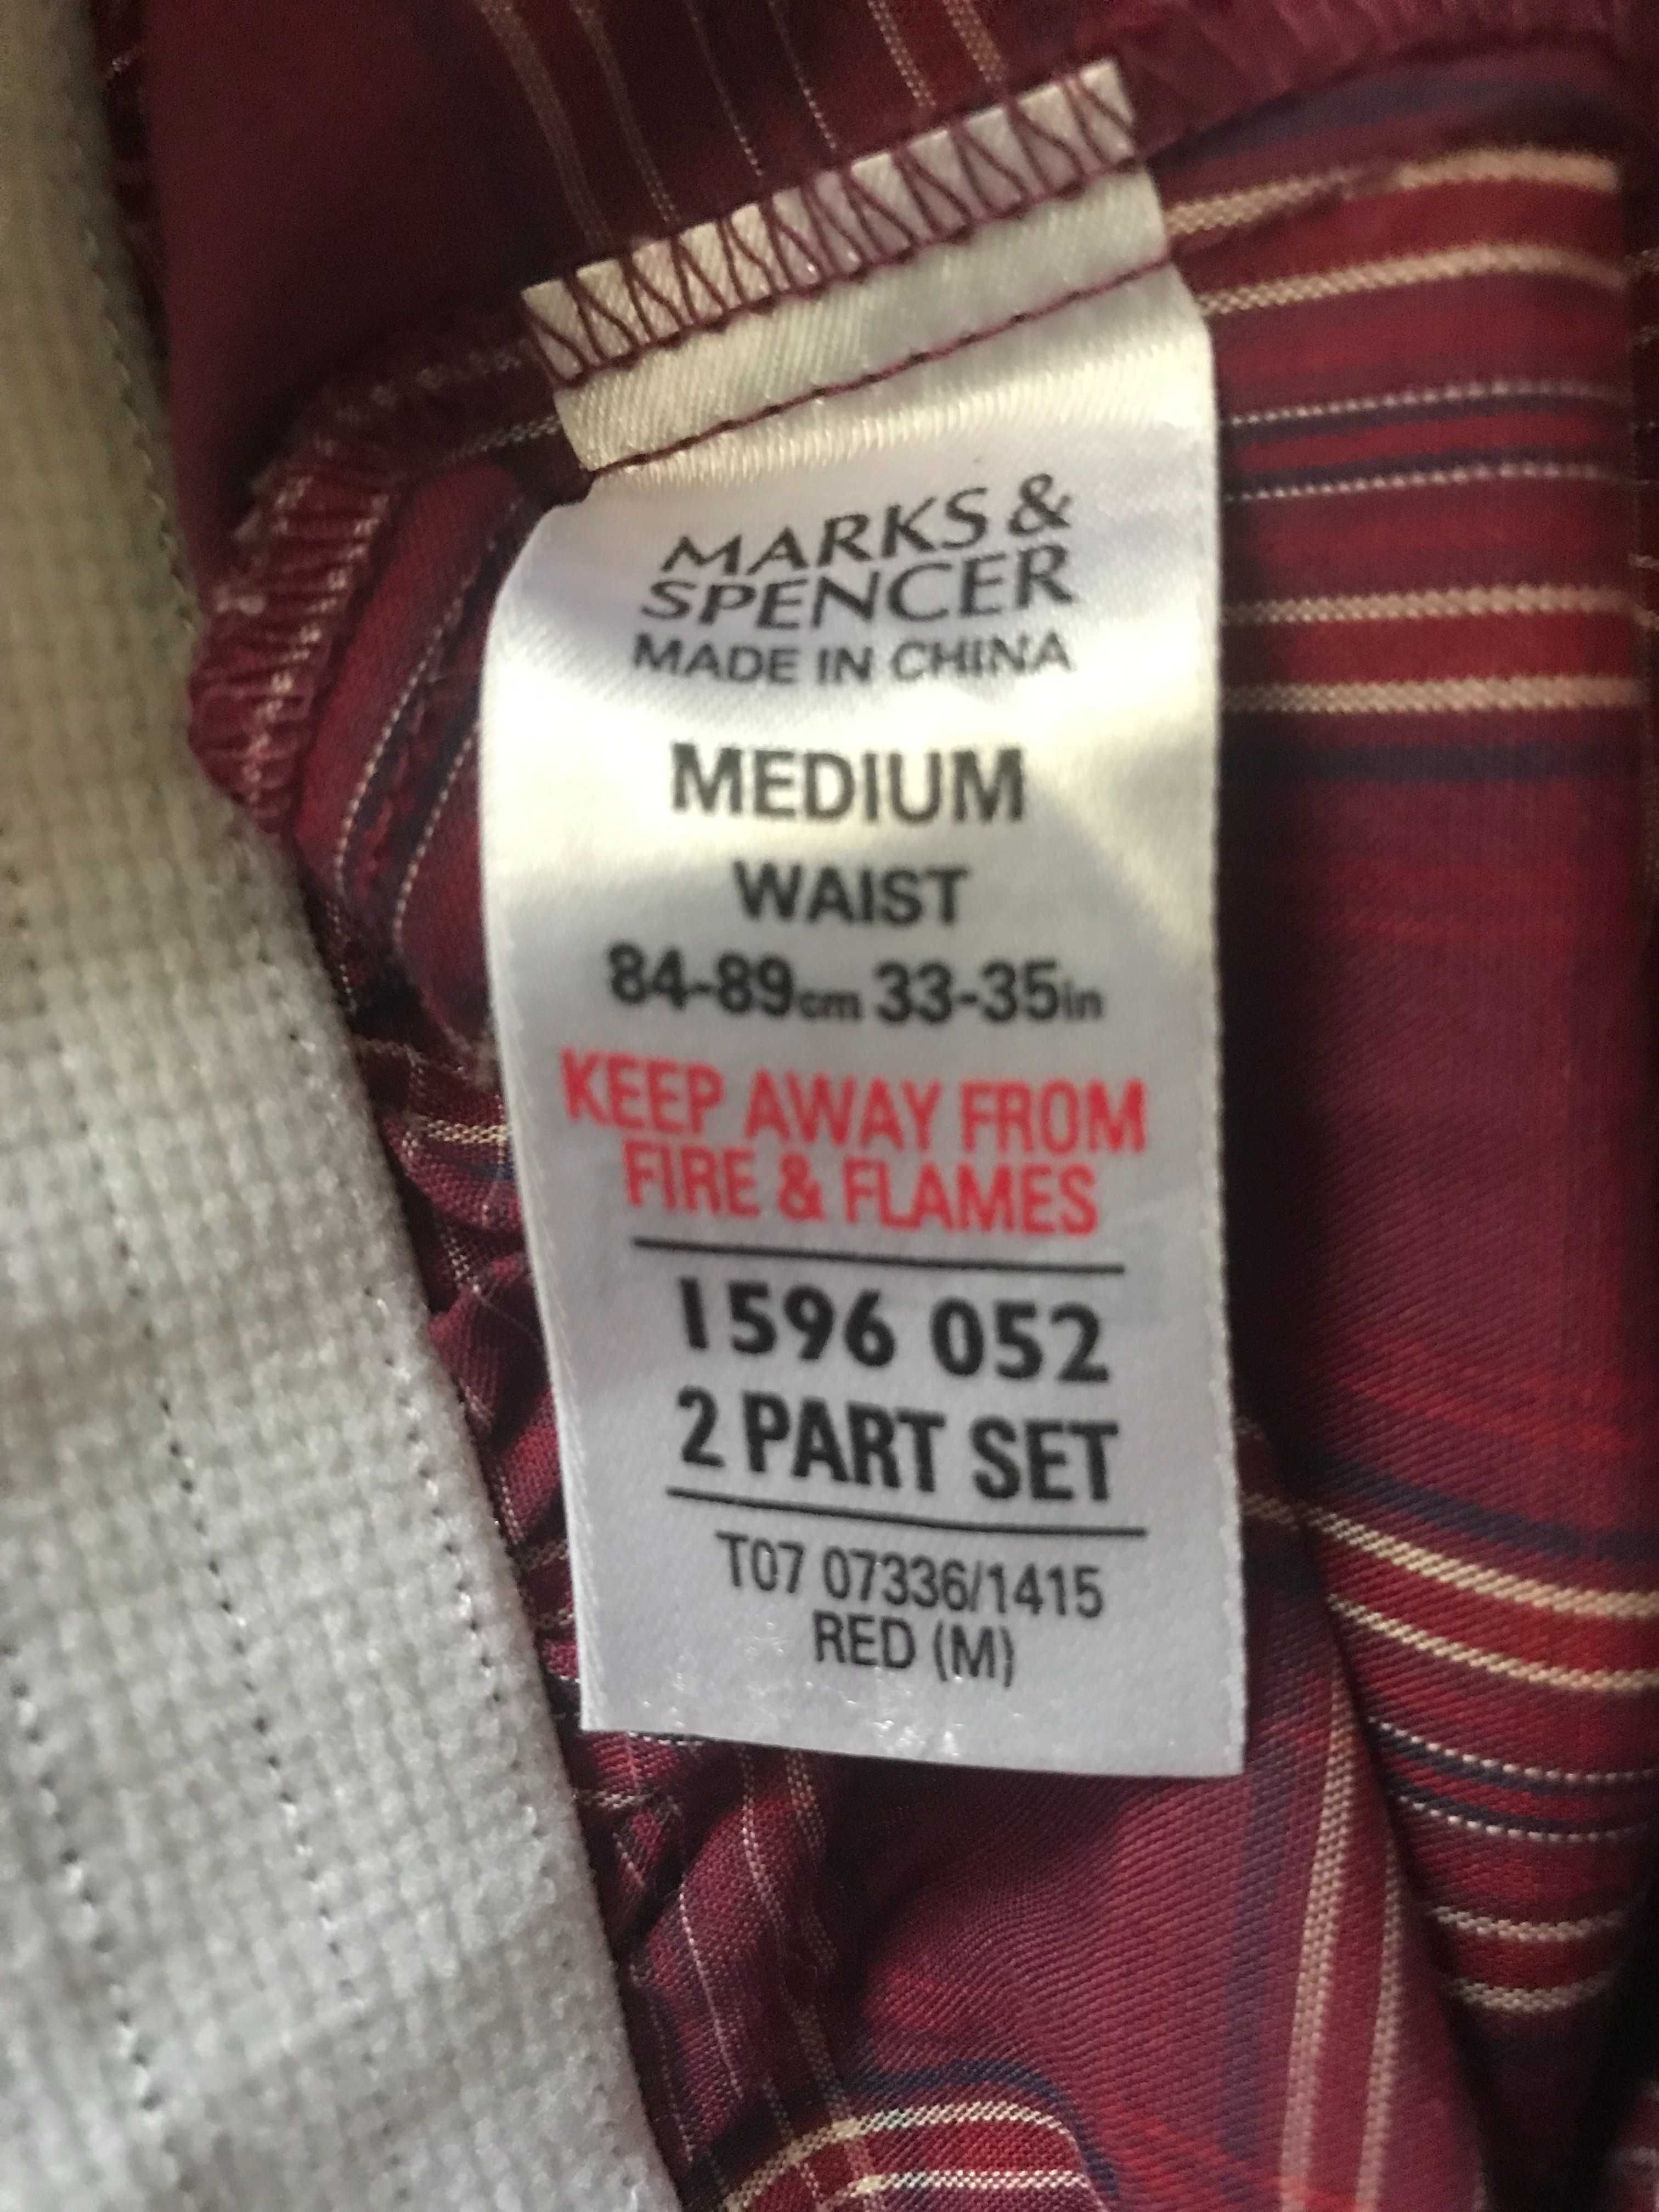 MARKS &
SPENCER
MADE IN CHINA
MEDIUM
WAIST
84-89cm 33-35in
KEEP AWAY FROM
FIRE & FLAMES
1596 052
2 PART SET
T07 07336/1415
RED (M)